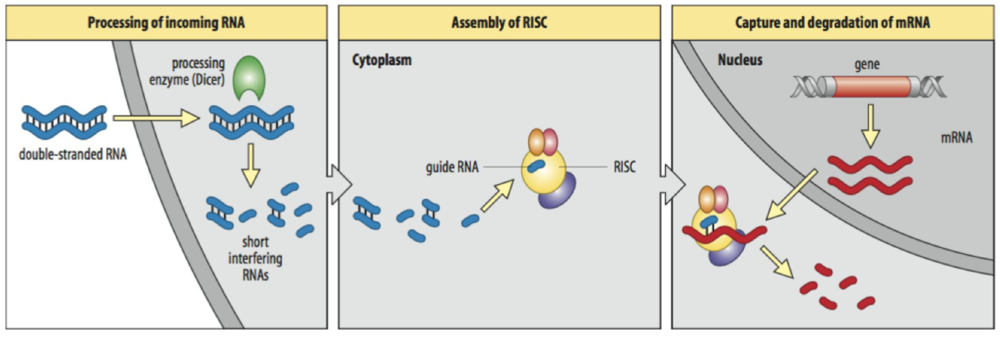 Processing of incoming RNA
processing
enzyme (Dicer)
double-stranded RNA
short
interfering
RNAs
Assembly of RISC
Cytoplasm
guide RNA
RISC
Capture and degradation of mRNA
Nucleus
gene
mRNA